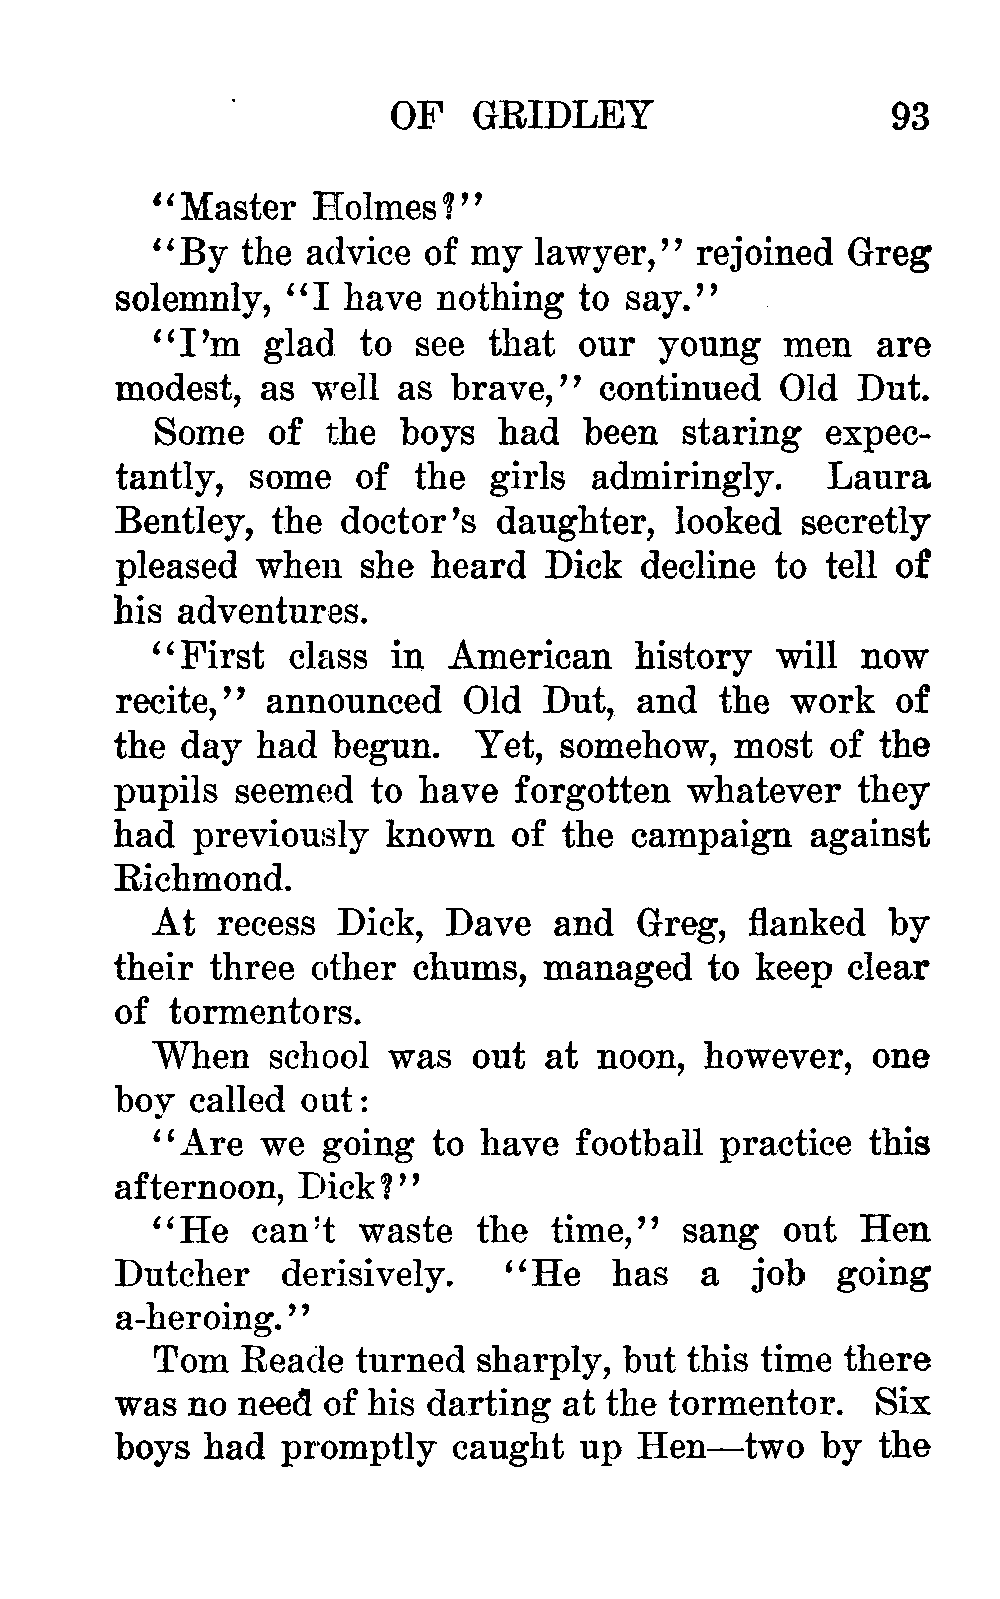 OF GRIDLEY 93
“Master Holmes?”
“By the advice of my lawyer,” rejoined Greg
solemnly, “I have nothing to say.”
“I’m glad to see that our young men are
modest, as well as brave,” continued Old Dut.
Some of the boys had been staring expec-
tantly, some of the girls admiringly. Laura
Bentley, the doctor’s daughter, looked secretly
pleased when she heard Dick decline to tell of
his adventures.
“First class in American history will now
recite,” announced Old Dut, and the work of
the day had begun. Yet, somehow, most of the
pupils seemed to have forgotten whatever they
had previously known of the campaign against
Richmond.
At recess Dick, Dave and Greg, flanked by
their three other chums, managed to keep clear
of tormentors.
When school was out at noon, however, one
boy called out:
“Are we going to have football practice this
afternoon, Dick?”
“He can’t waste the time,” sang out Hen
Dutcher derisively. “He has a job going
a-heroing.”
Tom Reade turned sharply, but this time there
was no need of his darting at the tormentor. Six
boys had promptly caught up Hen—two by the